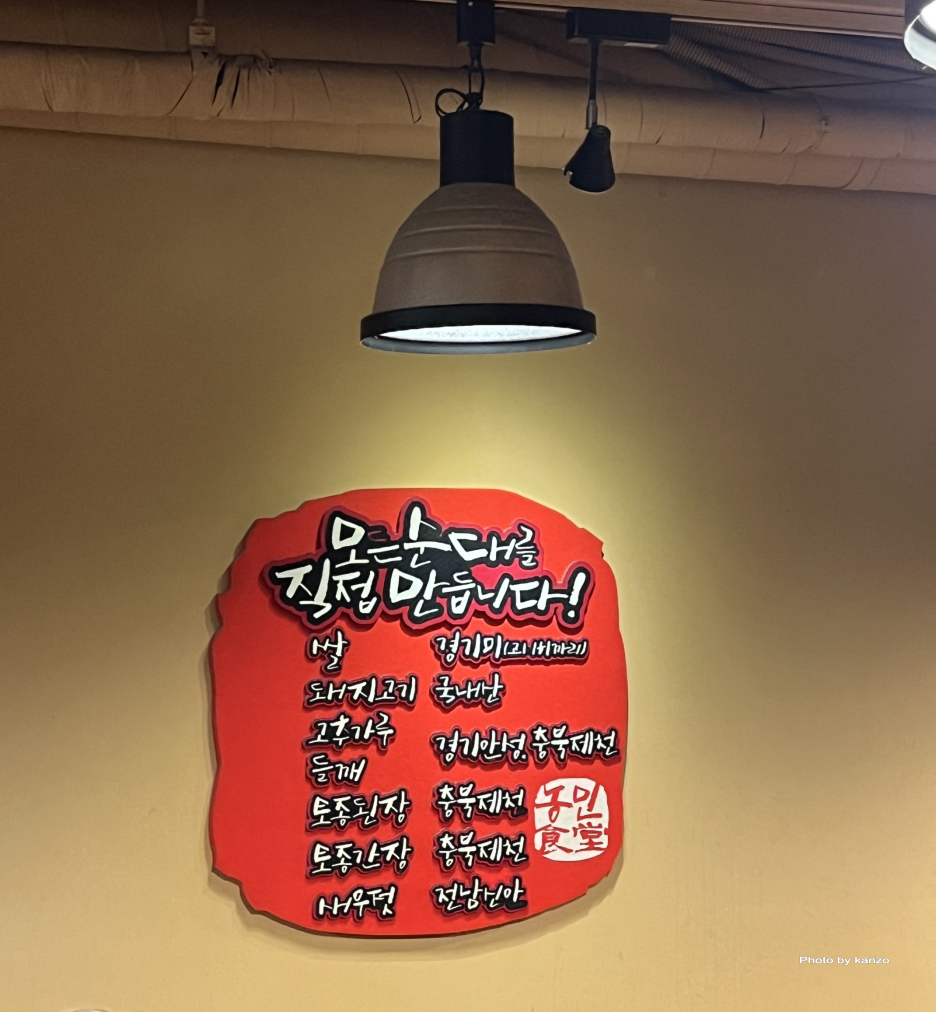 모든순대를
직접 만듭니다!
쌀 경기미(고시히까리)
돼지고기 국내산
고추가루
들깨 경기안성, 충북제천
토종된장 충북제천
토종간장 충북제천
새우젓 전남신안
농민
食堂
Photo by kanzo